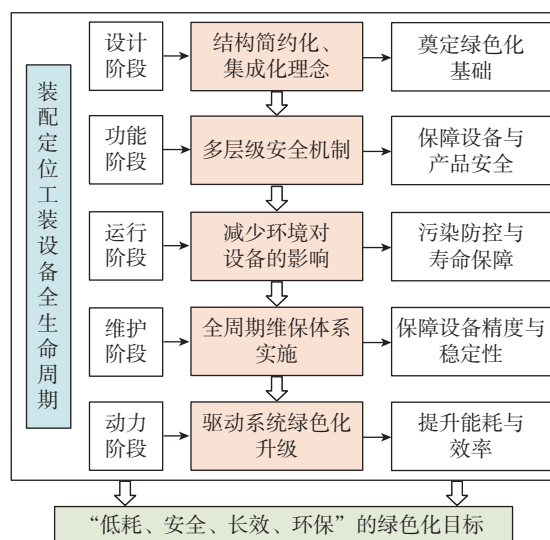 装配定位工装设备全生命周期
设计
阶段
结构简约化、
集成化理念
奠定绿色化
基础
功能
阶段
多层级安全机制
保障设备与
产品安全
运行
阶段
减少环境对
设备的影响
污染防控与
寿命保障
维护
阶段
全周期维保体系
实施
保障设备精度与
稳定性
动力
阶段
驱动系统绿色化
升级
提升能耗与
效率
“低耗、安全、长效、环保”的绿色化目标